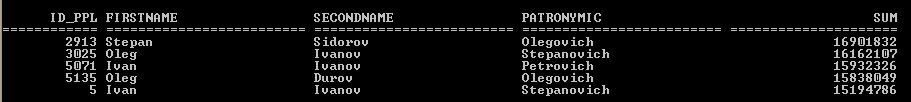 ID_PPL FIRSTNAME SECONDNAME PATRONYMIC SUM
============ =============================== =============================== =============================== =====================
2913 Stepan Sidorov Olegovich 16901832
3025 Oleg Ivanov Stepanovich 16162107
5071 Ivan Ivanov Petrovich 15932326
5135 Oleg Durov Olegovich 15838049
5 Ivan Ivanov Stepanovich 15194786